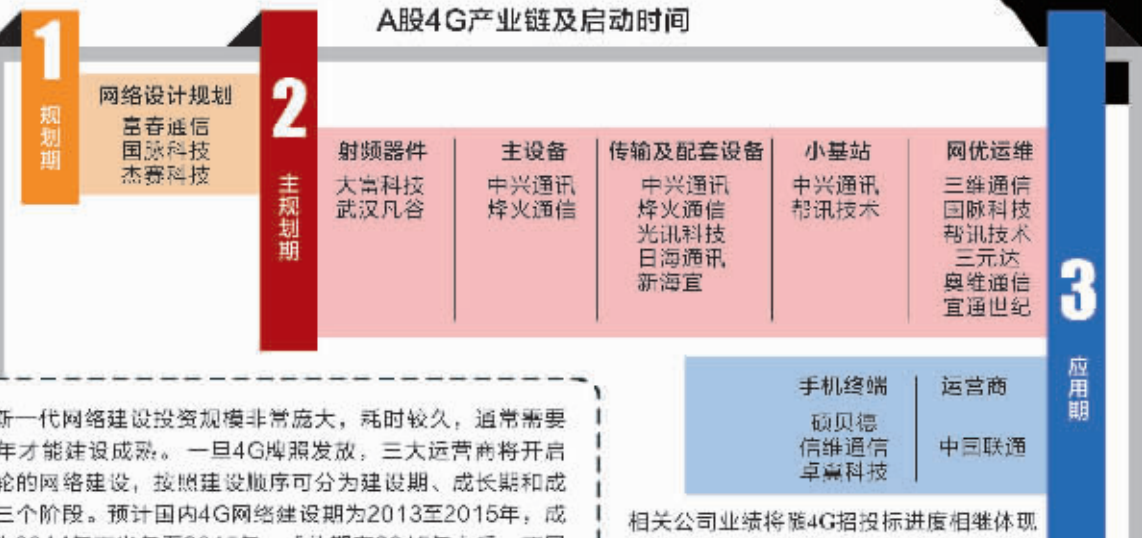 A股4G产业链及启动时间
1
规划期
网络设计规划
富春通信
国脉科技
杰赛科技
2
主规划期
射频器件
大富科技
武汉凡谷
主设备
中兴通讯
烽火通信
传输及配套设备
中兴通讯
烽火通信
光讯科技
日海通讯
新海宜
小基站
中兴通讯
邦讯技术
网优运维
三维通信
国脉科技
邦讯技术
三元达
奥维通信
宜通世纪
3
应用期
手机终端
硕贝德
信维通信
卓翼科技
运营商
中国联通
新一代网络建设投资规模非常庞大，耗时较久，通常需要
年才能建设成熟。一旦4G牌照发放，三大运营商将开启
轮的网络建设，按照建设顺序可分为建设期、成长期和成
三个阶段。预计国内4G网络建设期为2013至2015年，成
相关公司业绩将随4G招投标进度相继体现